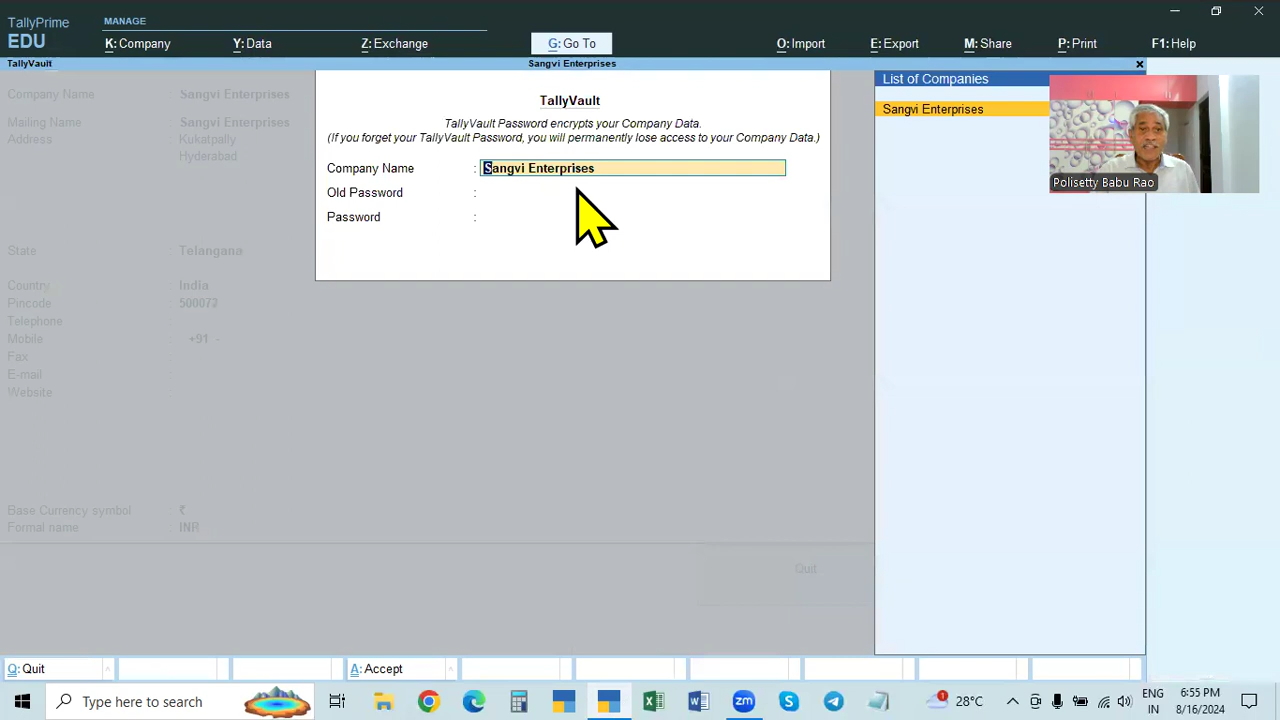 TallyPrime
EDU
MANAGE
K: Company
Y: Data
Z: Exchange
G: Go To
O: Import
E: Export
M: Share
P: Print
F1: Help
TallyVault
Sangvi Enterprises
×
Company Name : Sangvi Enterprises
Mailing Name : Sangvi Enterprises
Address : Kukatpally
Hyderabad
State : Telangana
Country : India
Pincode : 500072
Telephone :
Mobile : +91 -
Fax :
E-mail :
Website :
Base Currency symbol : ₹
Formal name : INR
TallyVault
TallyVault Password encrypts your Company Data.
(If you forget your TallyVault Password, you will permanently lose access to your Company Data.)
Company Name : Sangvi Enterprises
Old Password :
Password :
List of Companies
Sangvi Enterprises
Polisetty Babu Rao
Quit
Q: Quit
A: Accept
Type here to search
28°C
ENG
IN
6:55 PM
8/16/2024